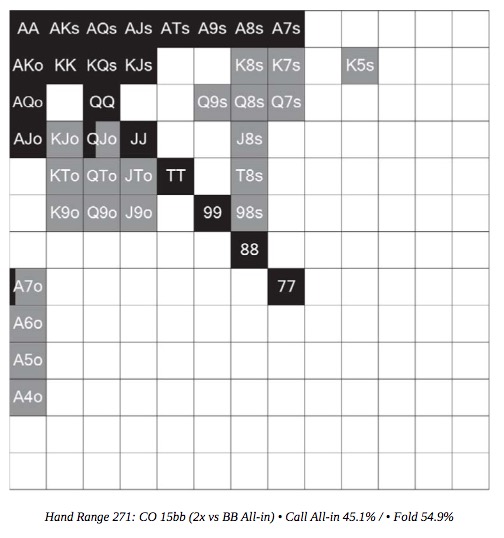 AA AKs AQs AJs ATs A9s A8s A7s
AKo KK KQs KJs K8s K7s K5s
AQo QQ Q9s Q8s Q7s
AJo KJo QJo JJ J8s
KTo QTo JTo TT T8s
K9o Q9o J9o 99 98s
88
A7o 77
A6o
A5o
A4o
Hand Range 271: CO 15bb (2x vs BB All-in) • Call All-in 45.1% / • Fold 54.9%